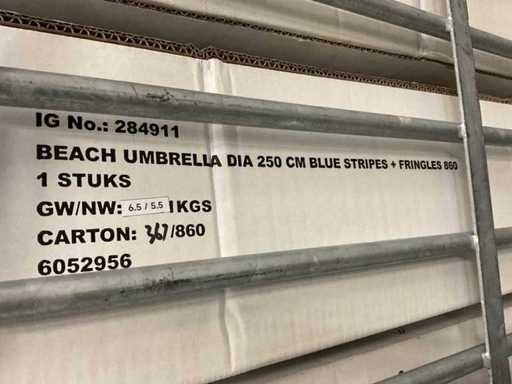 IG No.: 284911
BEACH UMBRELLA DIA 250 CM BLUE STRIPES + FRINGLES 860
1 STUKS
GW/NW: 6.5 / 5.5 KGS
CARTON: 367/860
6052956